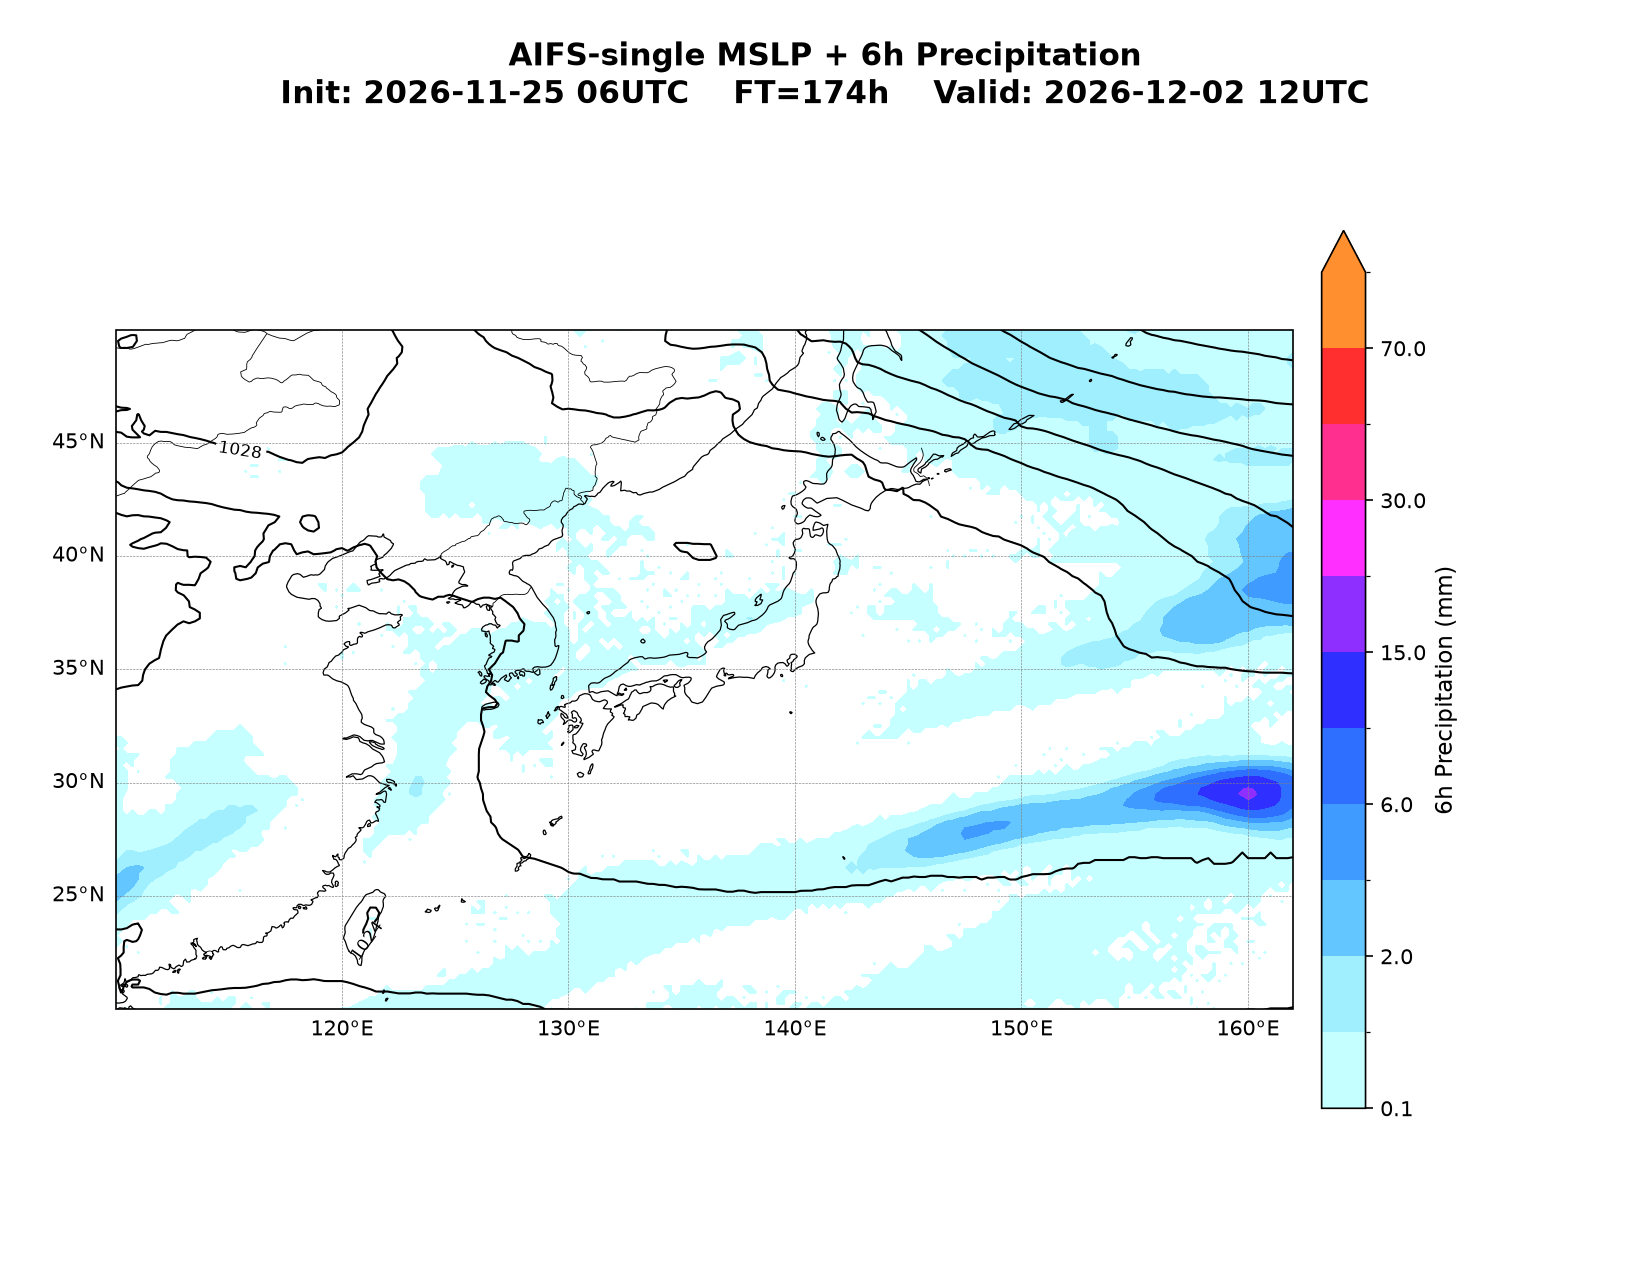 AIFS-single MSLP + 6h Precipitation
Init: 2026-11-25 06UTC    FT=174h    Valid: 2026-12-02 12UTC
70.0
30.0
15.0
6.0
2.0
0.1
6h Precipitation (mm)
45°N
40°N
35°N
30°N
25°N
1028
1024
120°E
130°E
140°E
150°E
160°E